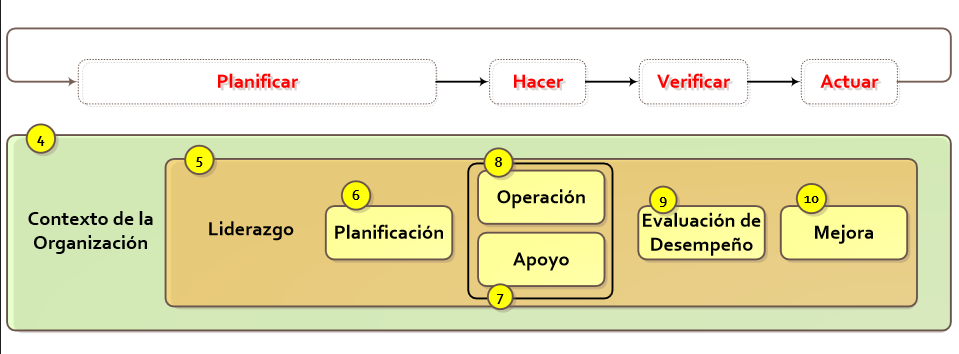 Planificar
Hacer
Verificar
Actuar
4
5
Contexto de la
Organización
Liderazgo
6
Planificación
8
Operación
Apoyo
7
9
Evaluación de
Desempeño
10
Mejora